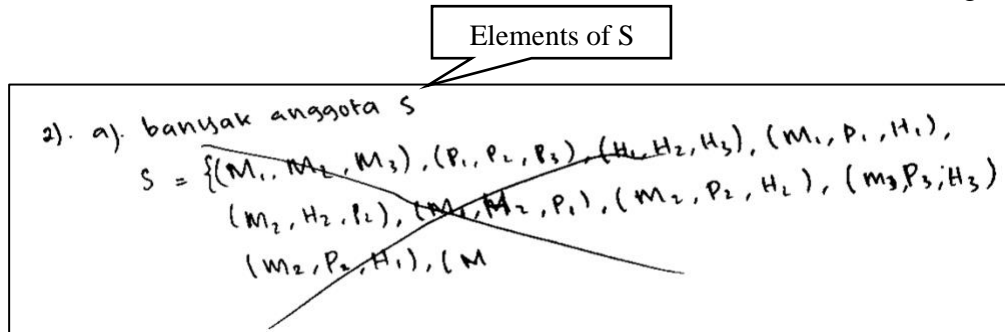 Elements of S
2). a). banyak anggota S
S = {(M₁, M₂, M₃), (P₁, P₂, P₃), (H₁, H₂, H₃), (M₁, P₁, H₁),
(M₂, H₂, P₂), (M₁, M₂, P₁), (M₂, P₂, H₂), (m₃, P₃, H₃)
(M₂, P₂, H₁), (M